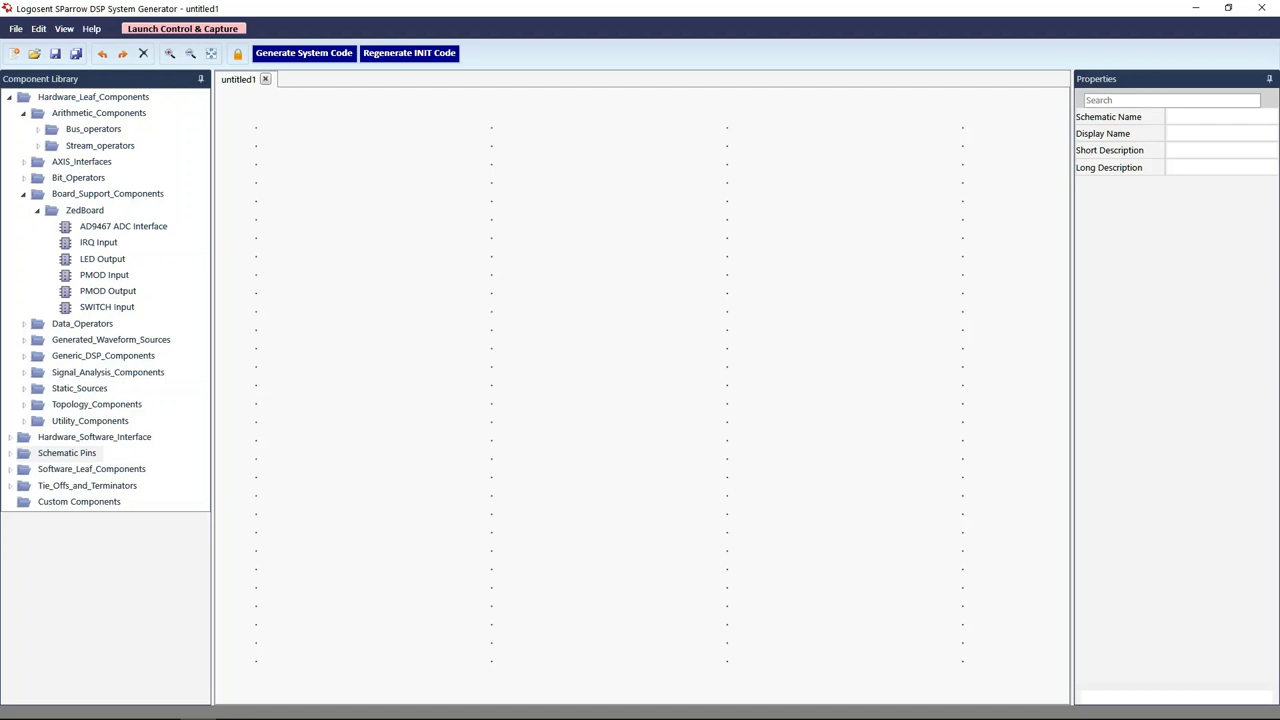 Logosent SParrow DSP System Generator - untitled1
File Edit View Help Launch Control & Capture
Generate System Code Regenerate INIT Code
Component Library
Hardware_Leaf_Components
Arithmetic_Components
Bus_operators
Stream_operators
AXIS_Interfaces
Bit_Operators
Board_Support_Components
ZedBoard
AD9467 ADC Interface
IRQ Input
LED Output
PMOD Input
PMOD Output
SWITCH Input
Data_Operators
Generated_Waveform_Sources
Generic_DSP_Components
Signal_Analysis_Components
Static_Sources
Topology_Components
Utility_Components
Hardware_Software_Interface
Schematic Pins
Software_Leaf_Components
Tie_Offs_and_Terminators
Custom Components
untitled1
Properties
Search
Schematic Name
Display Name
Short Description
Long Description